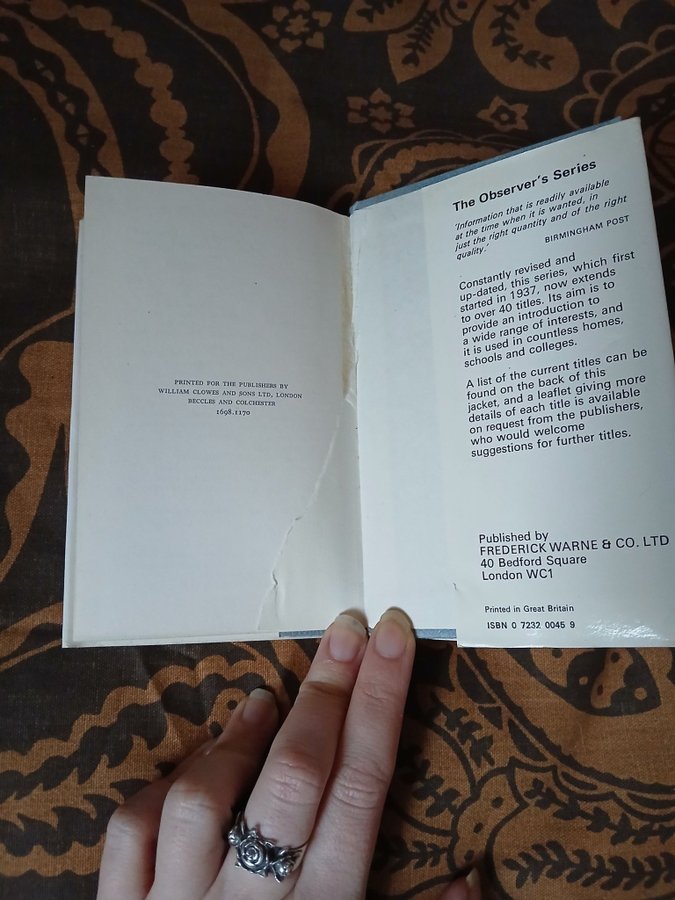 PRINTED FOR THE PUBLISHERS BY
WILLIAM CLOWES AND SONS LTD, LONDON
BECCLES AND COLCHESTER
1698.1170
The Observer's Series
'Information that is readily available
at the time when it is wanted, in
just the right quantity and of the right
quality.'
BIRMINGHAM POST
Constantly revised and
up-dated, this series, which first
started in 1937, now extends
to over 40 titles. Its aim is to
provide an introduction to
a wide range of interests, and
it is used in countless homes,
schools and colleges.
A list of the current titles can be
found on the back of this
jacket, and a leaflet giving more
details of each title is available
on request from the publishers,
who would welcome
suggestions for further titles.
Published by
FREDERICK WARNE & CO. LTD
40 Bedford Square
London WC1
Printed in Great Britain
ISBN 0 7232 0045 9